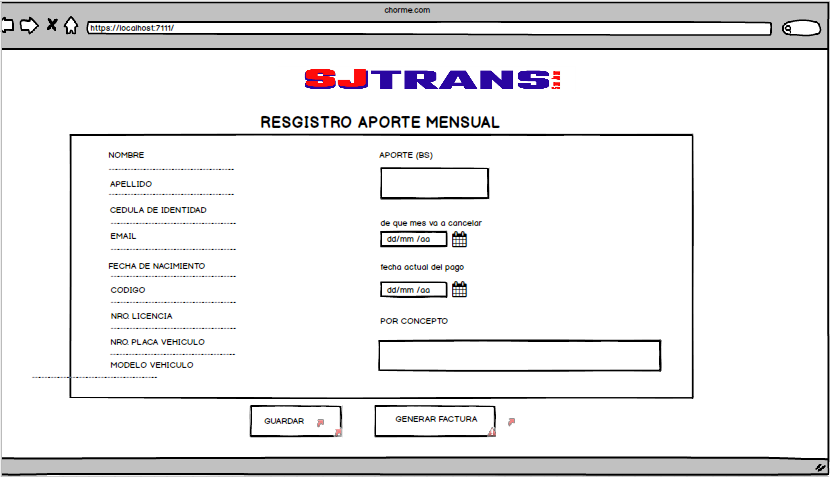 chorme.com
https://localhost:7111/
SJTRANS
RESGISTRO APORTE MENSUAL
NOMBRE
APELLIDO
CEDULA DE IDENTIDAD
EMAIL
FECHA DE NACIMIENTO
CODIGO
NRO. LICENCIA
NRO. PLACA VEHICULO
MODELO VEHICULO
APORTE (BS)
de que mes va a cancelar
dd/mm /aa
fecha actual del pago
dd/mm /aa
POR CONCEPTO
GUARDAR
GENERAR FACTURA